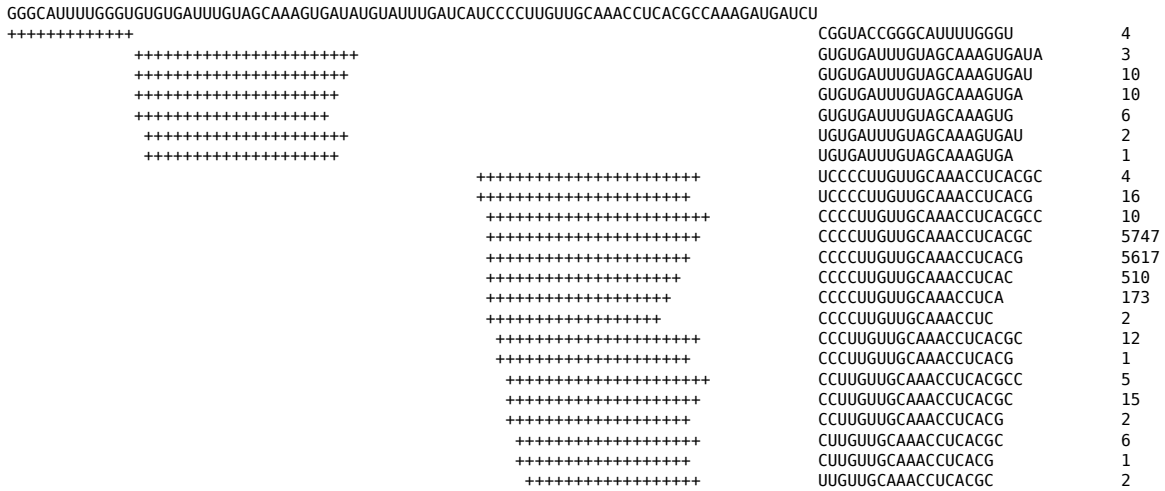 GGGCAUUUUGGGUGUGUGAUUUGUAGCAAAGUGAUAUGUAUUUGAUCAUCCCCUUGUUGCAAACCUCACGCCAAAGAUGAUCU
+++++++++++++ CGGUACCGGGCAUUUUGGGU 4
+++++++++++++++++++++++ GUGUGAUUUGUAGCAAAGUGAUA 3
++++++++++++++++++++++ GUGUGAUUUGUAGCAAAGUGAU 10
+++++++++++++++++++++ GUGUGAUUUGUAGCAAAGUGA 10
++++++++++++++++++++ GUGUGAUUUGUAGCAAAGUG 6
+++++++++++++++++++++ UGUGAUUUGUAGCAAAGUGAU 2
++++++++++++++++++++ UGUGAUUUGUAGCAAAGUGA 1
+++++++++++++++++++++++ UCCCCUUGUUGCAAACCUCACGC 4
++++++++++++++++++++++ UCCCCUUGUUGCAAACCUCACG 16
+++++++++++++++++++++++ CCCCUUGUUGCAAACCUCACGCC 10
++++++++++++++++++++++ CCCCUUGUUGCAAACCUCACGC 5747
+++++++++++++++++++++ CCCCUUGUUGCAAACCUCACG 5617
++++++++++++++++++++ CCCCUUGUUGCAAACCUCAC 510
+++++++++++++++++++ CCCCUUGUUGCAAACCUCA 173
++++++++++++++++++ CCCCUUGUUGCAAACCUC 2
+++++++++++++++++++++ CCCUUGUUGCAAACCUCACGC 12
++++++++++++++++++++ CCCUUGUUGCAAACCUCACG 1
+++++++++++++++++++++ CCUUGUUGCAAACCUCACGCC 5
++++++++++++++++++++ CCUUGUUGCAAACCUCACGC 15
+++++++++++++++++++ CCUUGUUGCAAACCUCACG 2
+++++++++++++++++++ CUUGUUGCAAACCUCACGC 6
++++++++++++++++++ CUUGUUGCAAACCUCACG 1
++++++++++++++++++ UUGUUGCAAACCUCACGC 2